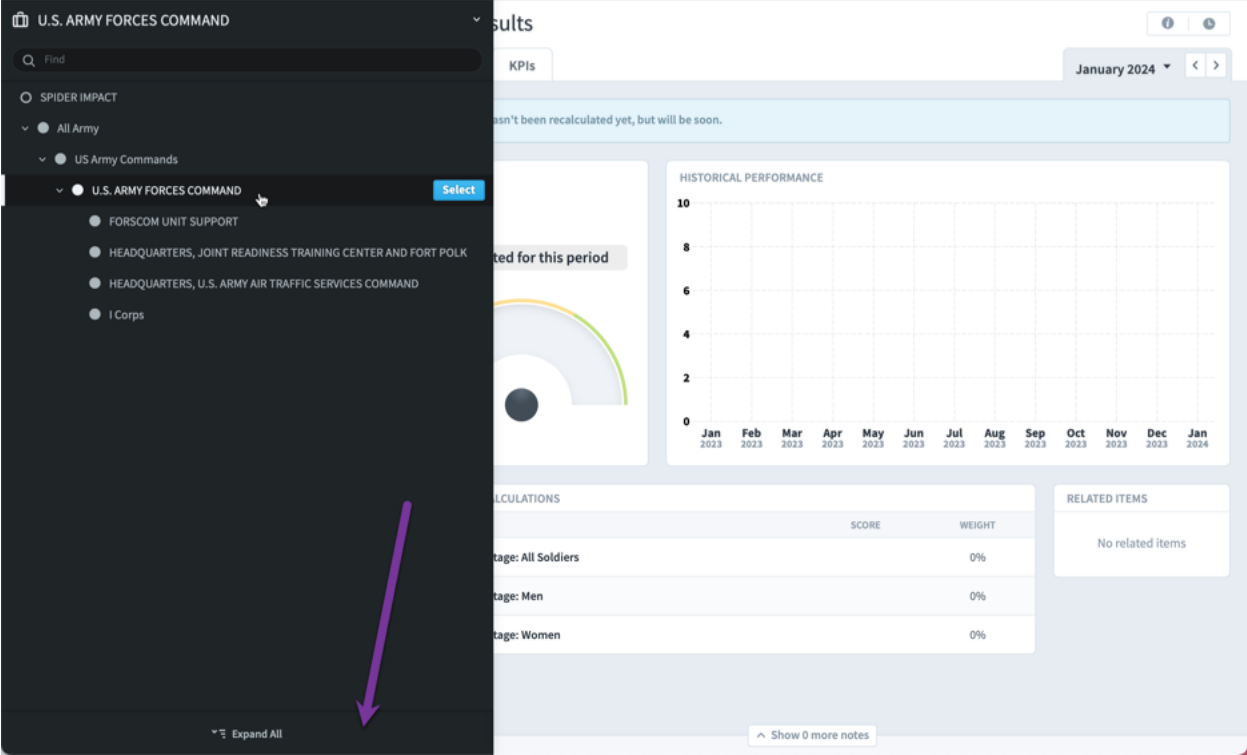 U.S. ARMY FORCES COMMAND
Find
SPIDER IMPACT
All Army
US Army Commands
U.S. ARMY FORCES COMMAND
Select
FORSCOM UNIT SUPPORT
HEADQUARTERS, JOINT READINESS TRAINING CENTER AND FORT POLK
HEADQUARTERS, U.S. ARMY AIR TRAFFIC SERVICES COMMAND
I Corps
Expand All
sults
KPIs
January 2024
asn't been recalculated yet, but will be soon.
ted for this period
HISTORICAL PERFORMANCE
10
8
6
4
2
0
Jan Feb Mar Apr May Jun Jul Aug Sep Oct Nov Dec Jan
2023 2023 2023 2023 2023 2023 2023 2023 2023 2023 2023 2023 2024
LCULATIONS
SCORE WEIGHT
tage: All Soldiers 0%
tage: Men 0%
tage: Women 0%
RELATED ITEMS
No related items
Show 0 more notes